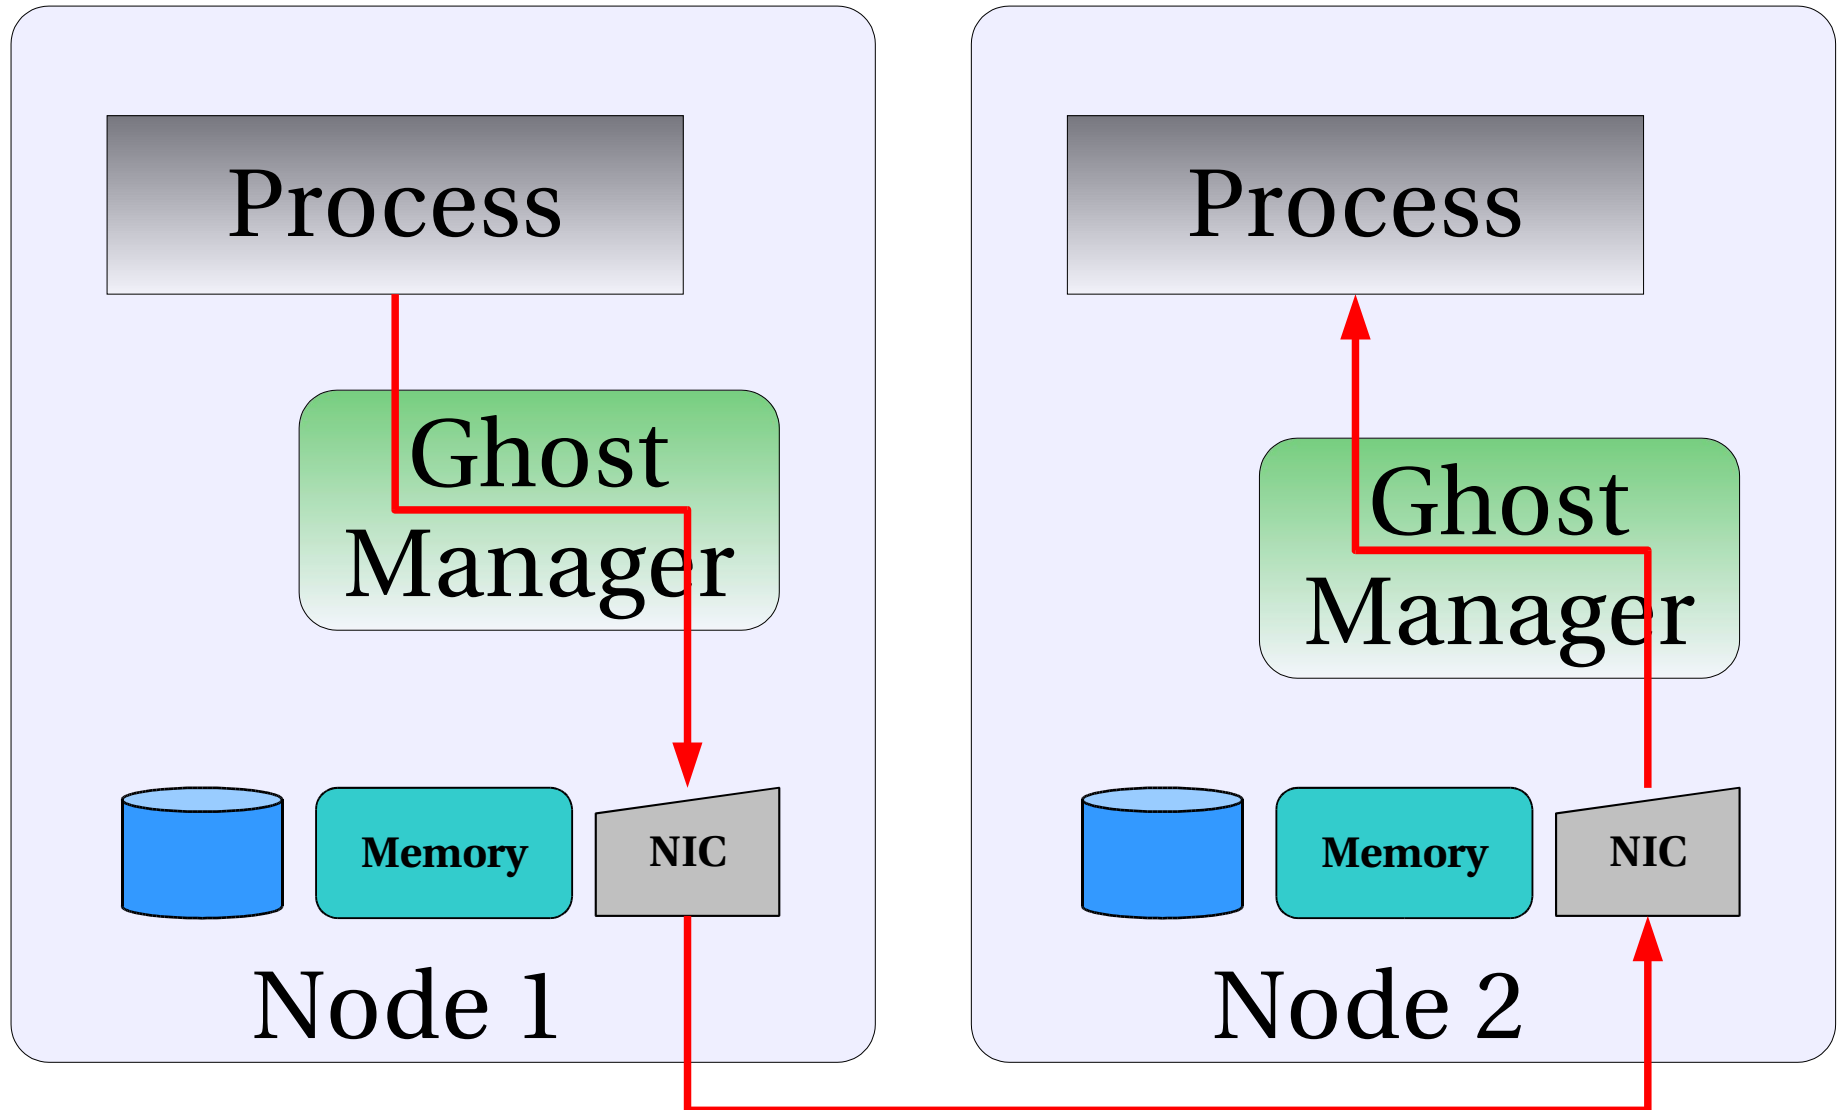 Process
Ghost
Manager
Memory
NIC
Node 1
Process
Ghost
Manager
Memory
NIC
Node 2